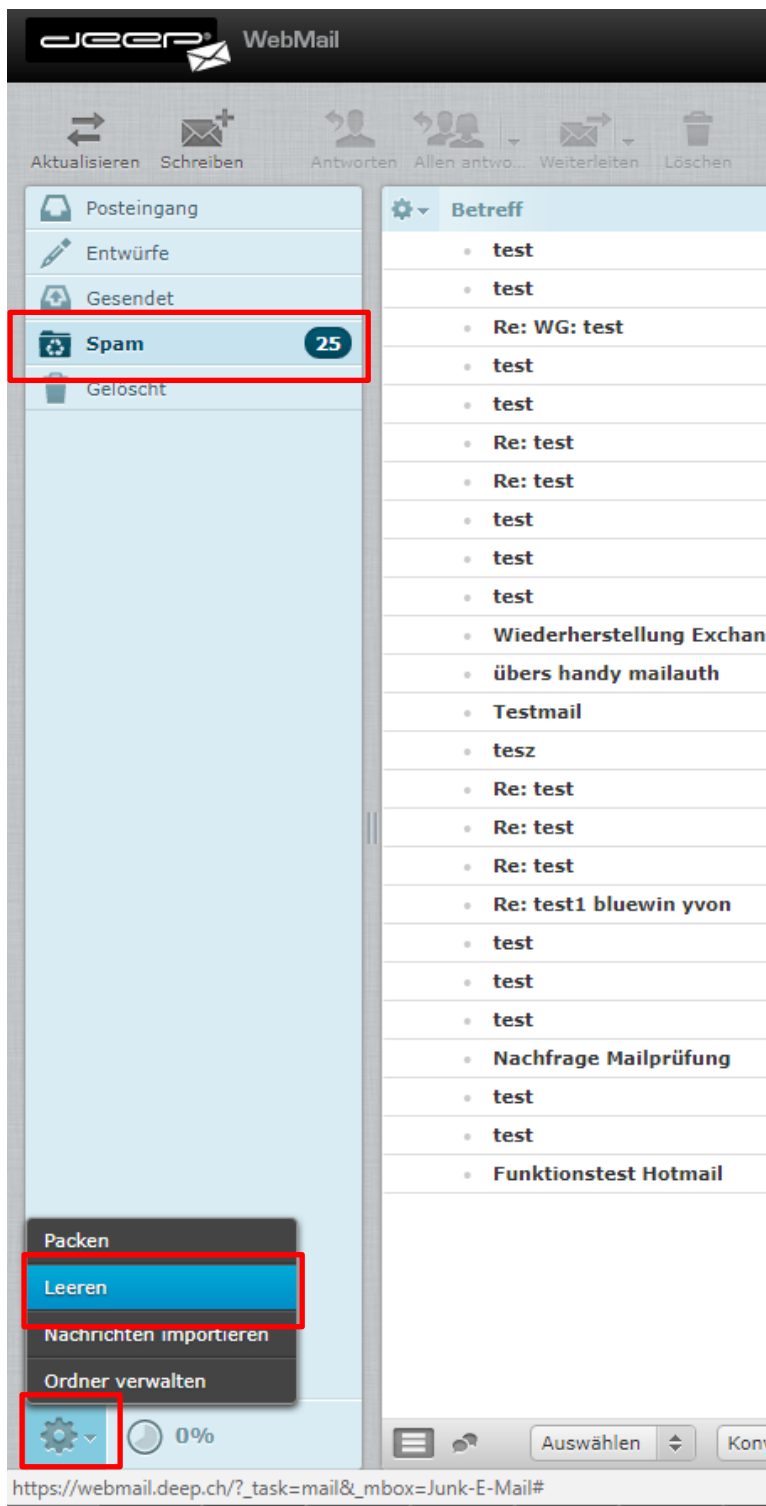 deep WebMail
Aktualisieren Schreiben Antworten Allen antwo... Weiterleiten Löschen
Posteingang
Entwürfe
Gesendet
Spam 25
Gelöscht
Betreff
test
test
Re: WG: test
test
test
Re: test
Re: test
test
test
test
Wiederherstellung Exchan
übers handy mailauth
Testmail
tesz
Re: test
Re: test
Re: test
Re: test1 bluewin yvon
test
test
test
Nachfrage Mailprüfung
test
test
Funktionstest Hotmail
Packen
Leeren
Nachrichten importieren
Ordner verwalten
0%
Auswählen Konv
https://webmail.deep.ch/?_task=mail&_mbox=Junk-E-Mail#